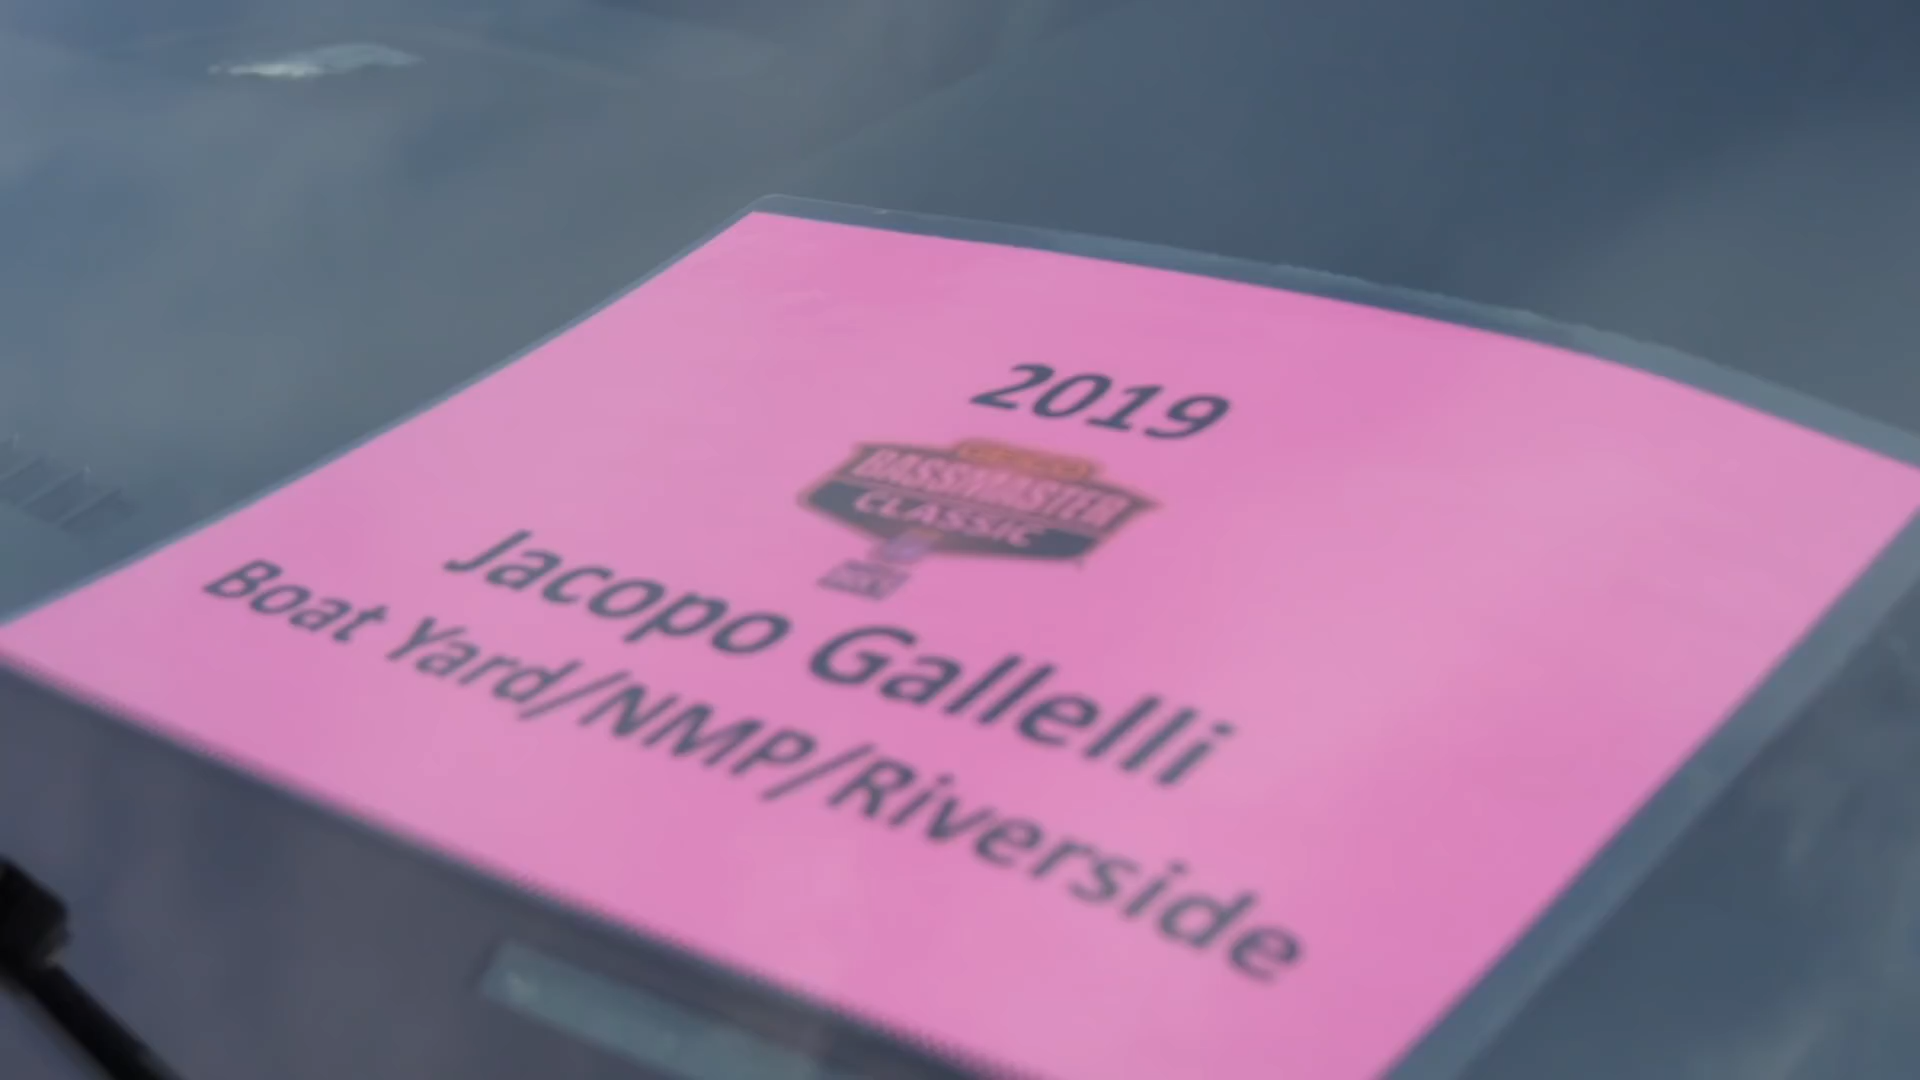 2019
BASSMASTER
CLASSIC
Jacopo Gallelli
Boat Yard/NMP/Riverside